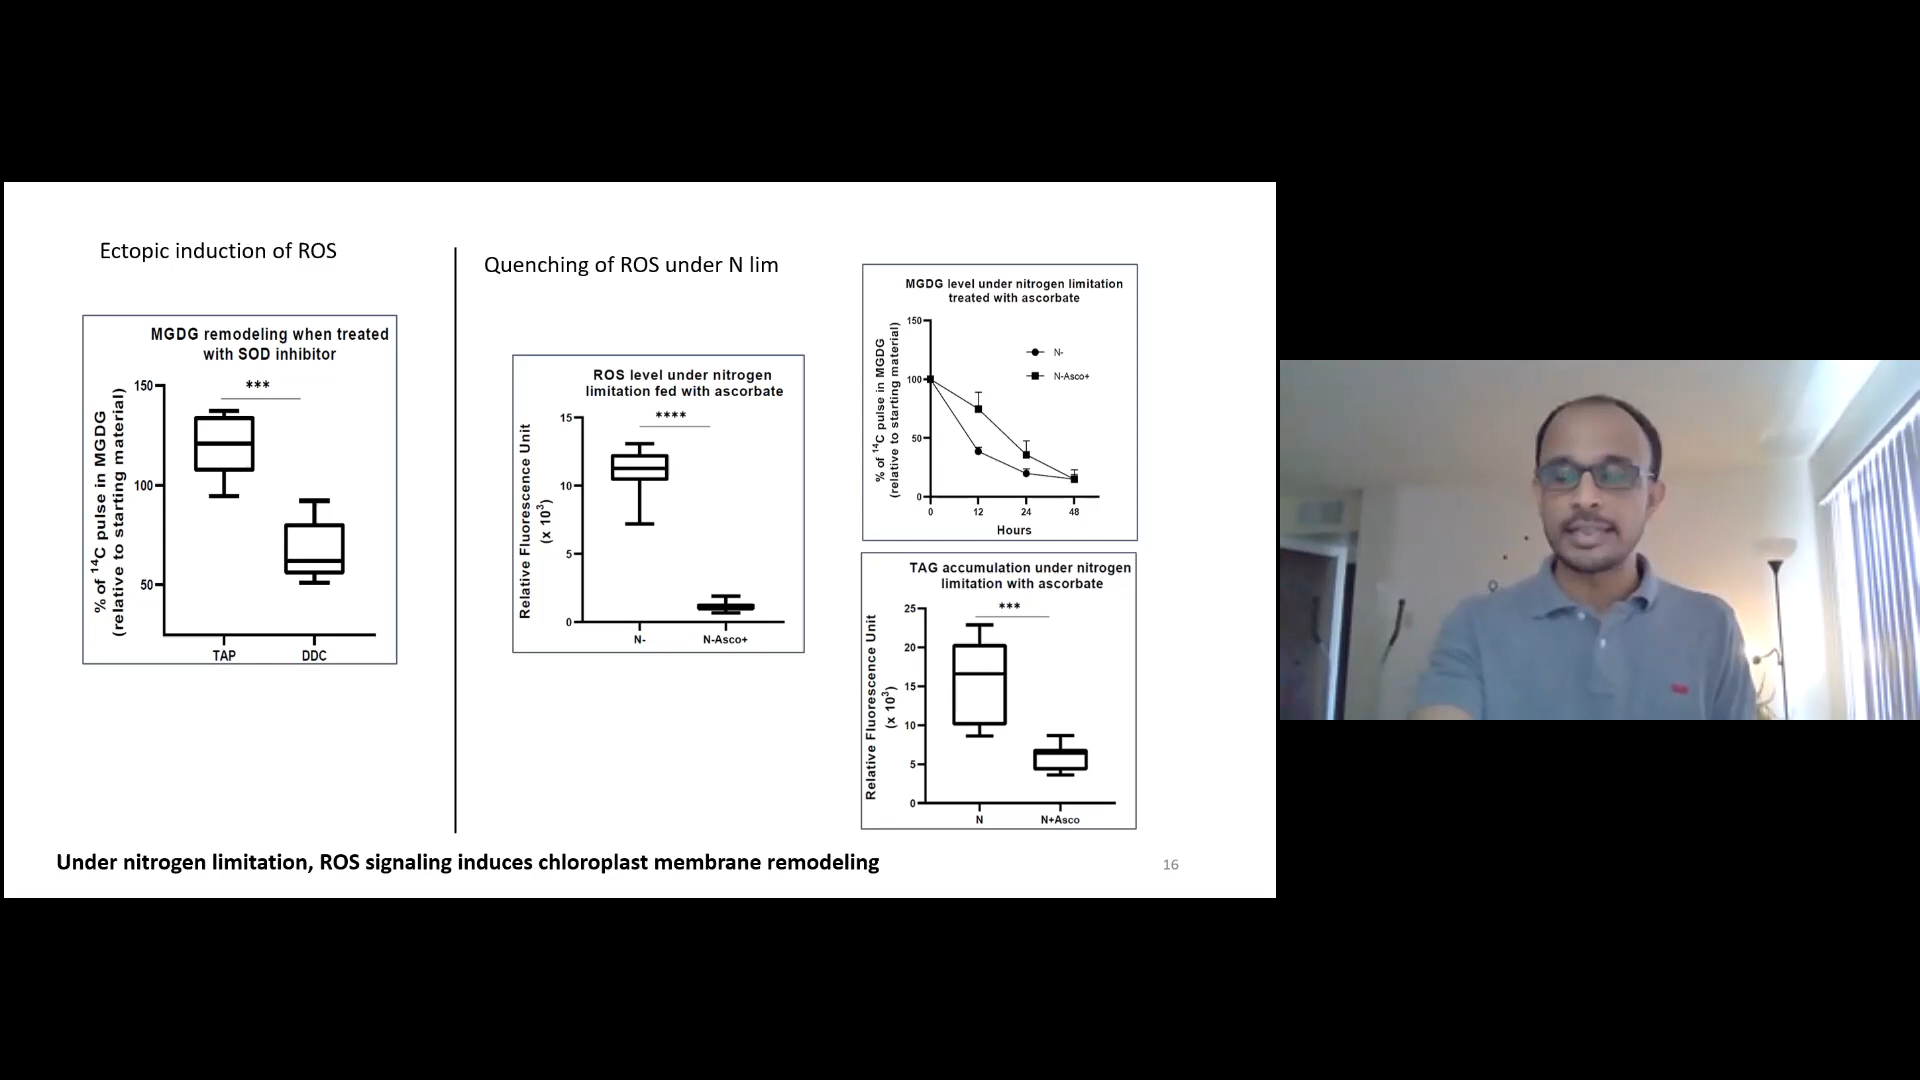 Ectopic induction of ROS
MGDG remodeling when treated
with SOD inhibitor
***
150
100
50
% of 14C pulse in MGDG
(relative to starting material)
TAP
DDC
Quenching of ROS under N lim
ROS level under nitrogen
limitation fed with ascorbate
****
15
10
5
0
Relative Fluorescence Unit
(x 10³)
N-
N-Asco+
MGDG level under nitrogen limitation
treated with ascorbate
150
100
50
0
% of 14C pulse in MGDG
(relative to starting material)
N-
N-Asco+
0
12
24
48
Hours
TAG accumulation under nitrogen
limitation with ascorbate
***
25
20
15
10
5
0
Relative Fluorescence Unit
(x 10³)
N
N+Asco
Under nitrogen limitation, ROS signaling induces chloroplast membrane remodeling
16